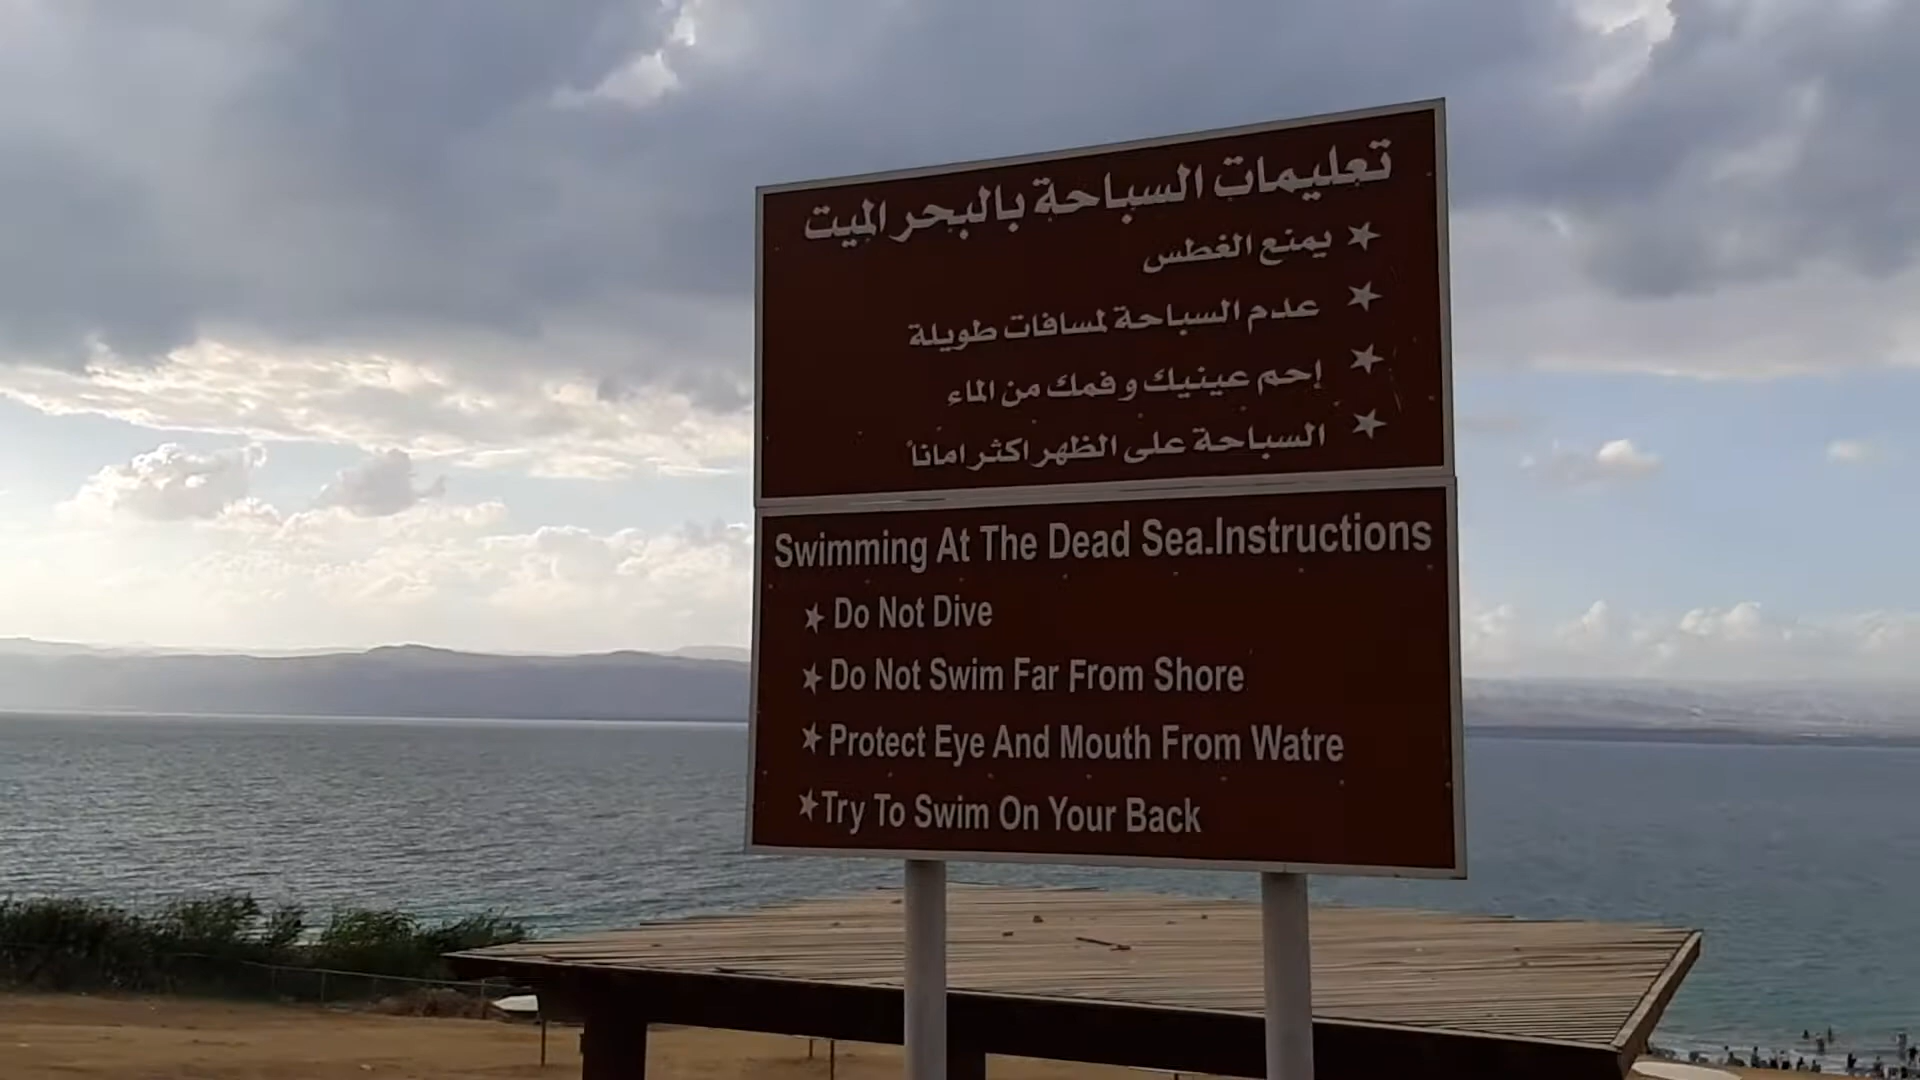 تعليمات السباحة بالبحر الميت
★ يمنع الغطس
★ عدم السباحة لمسافات طويلة
★ إحم عينيك و فمك من الماء
★ السباحة على الظهر اكثر اماناً
Swimming At The Dead Sea.Instructions
★ Do Not Dive
★ Do Not Swim Far From Shore
★ Protect Eye And Mouth From Watre
★ Try To Swim On Your Back